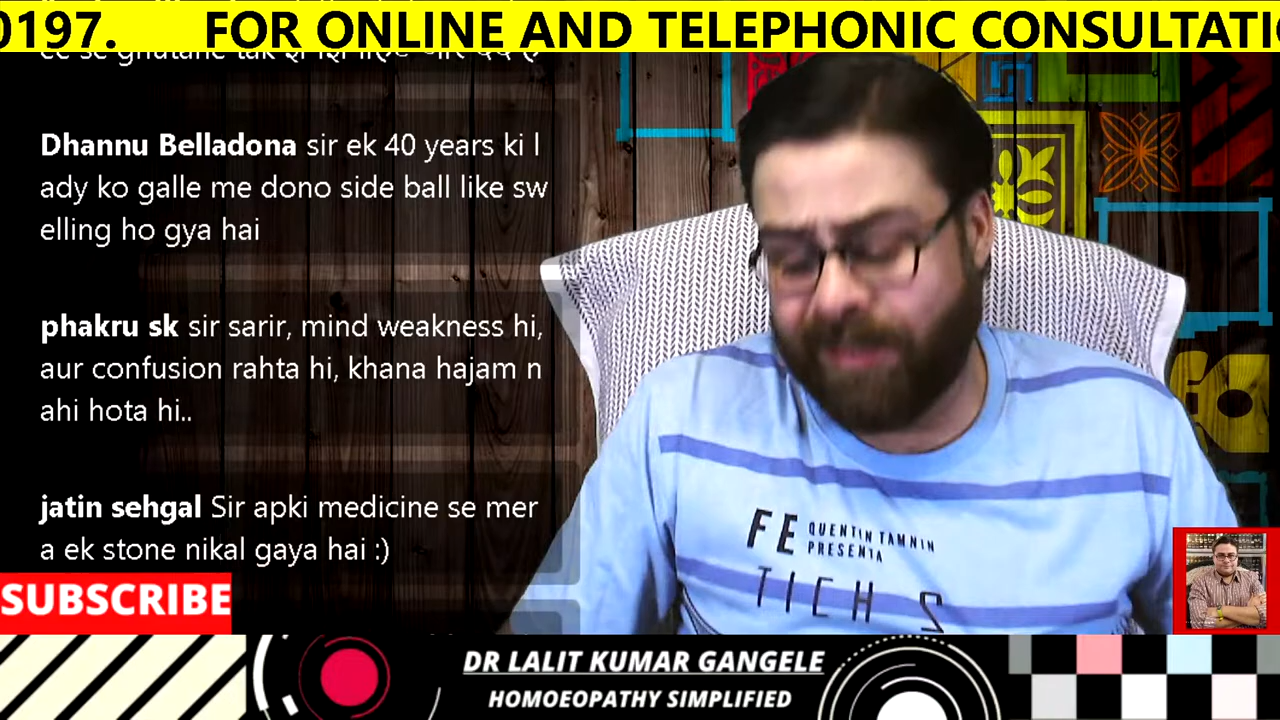 0197. FOR ONLINE AND TELEPHONIC CONSULTATI
Dhannu Belladona sir ek 40 years ki l
ady ko galle me dono side ball like sw
elling ho gya hai
phakru sk sir sarir, mind weakness hi,
aur confusion rahta hi, khana hajam n
ahi hota hi..
jatin sehgal Sir apki medicine se mer
a ek stone nikal gaya hai :)
FE QUENTIN TAMNIN
PRESENTA
TICH
SUBSCRIBE
DR LALIT KUMAR GANGELE
HOMOEOPATHY SIMPLIFIED